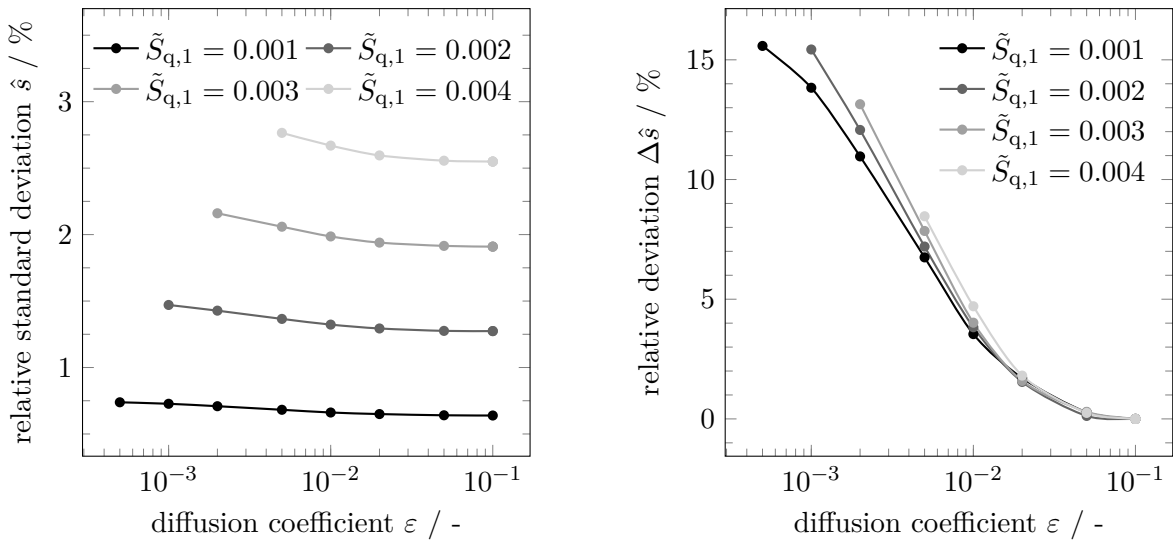 relative standard deviation ŝ / %
3
2
1
S̃q,1 = 0.001
S̃q,1 = 0.002
S̃q,1 = 0.003
S̃q,1 = 0.004
10⁻³ 10⁻² 10⁻¹
diffusion coefficient ε / -
relative deviation Δŝ / %
15
10
5
0
S̃q,1 = 0.001
S̃q,1 = 0.002
S̃q,1 = 0.003
S̃q,1 = 0.004
10⁻³ 10⁻² 10⁻¹
diffusion coefficient ε / -